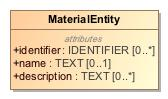 MaterialEntity
attributes
+identifier : IDENTIFIER [0..*]
+name : TEXT [0..1]
+description : TEXT [0..*]